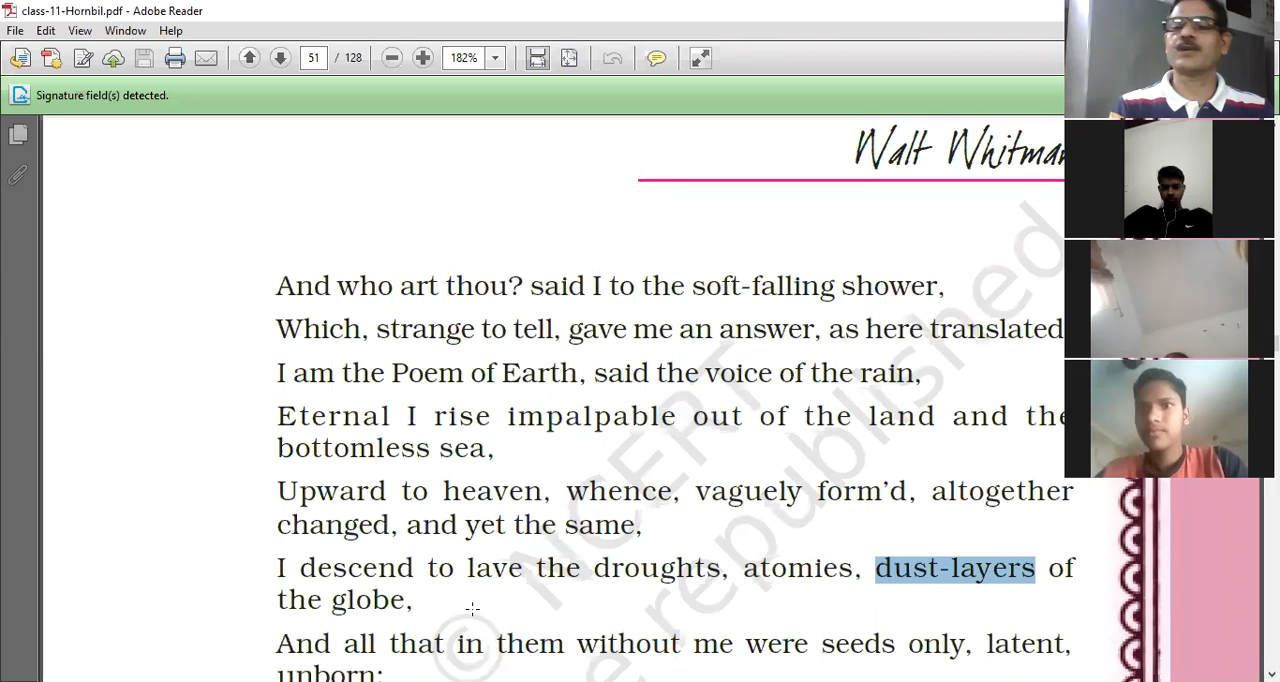 class-11-Hornbil.pdf - Adobe Reader
File Edit View Window Help
51 / 128 182%
Signature field(s) detected.
Walt Whitman
And who art thou? said I to the soft-falling shower,
Which, strange to tell, gave me an answer, as here translated
I am the Poem of Earth, said the voice of the rain,
Eternal I rise impalpable out of the land and the
bottomless sea,
Upward to heaven, whence, vaguely form’d, altogether
changed, and yet the same,
I descend to lave the droughts, atomies, dust-layers of
the globe,
And all that in them without me were seeds only, latent,
unborn;
© NCERT
be republished